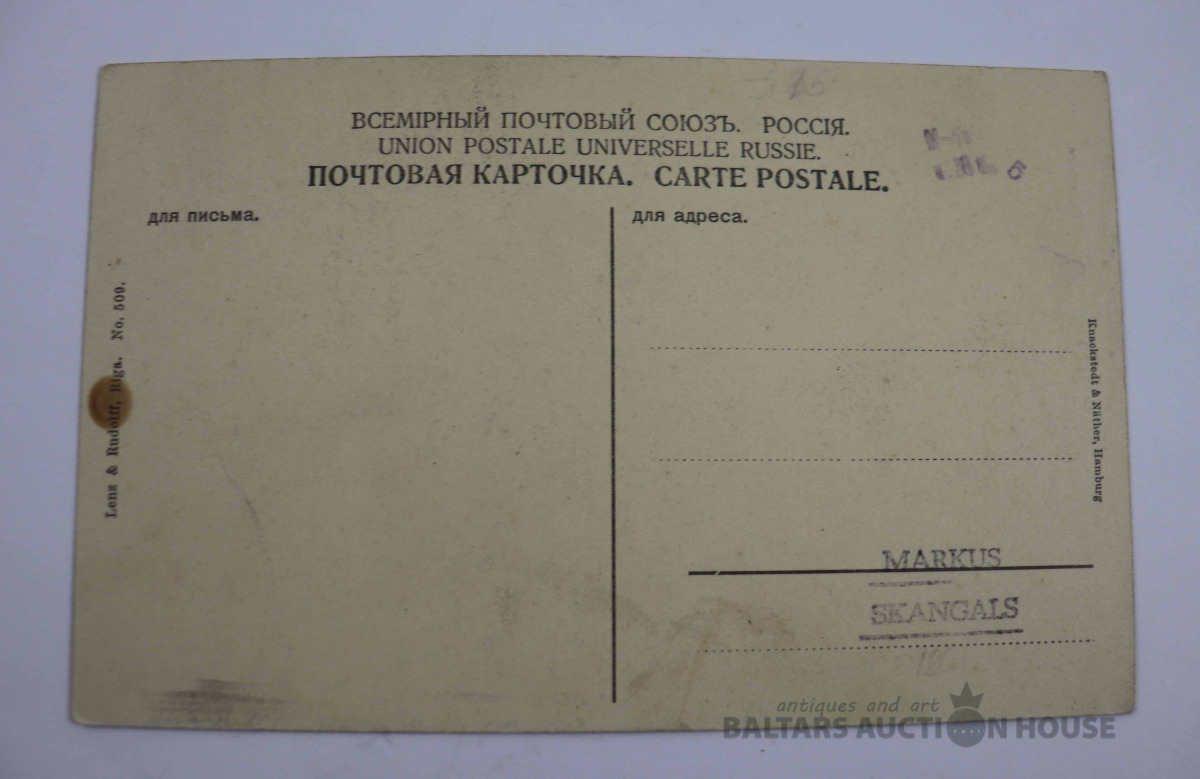 ВСЕМІРНЫЙ ПОЧТОВЫЙ СОЮЗЪ. РОССІЯ.
UNION POSTALE UNIVERSELLE RUSSIE.
ПОЧТОВАЯ КАРТОЧКА. CARTE POSTALE.
для письма.
для адреса.
Lenz & Rudolff, Riga. No. 509.
Knackstedt & Näther, Hamburg
MARKUS
SKANGALS
antiques and art
BALTARS AUCTION HOUSE